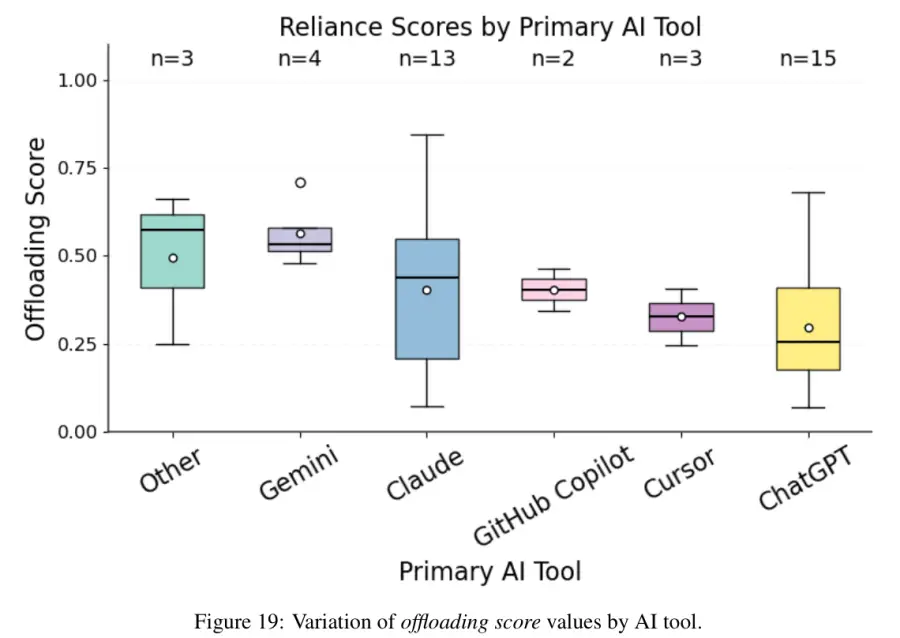 Reliance Scores by Primary AI Tool
n=3 n=4 n=13 n=2 n=3 n=15
1.00
0.75
0.50
0.25
0.00
Offloading Score
Other Gemini Claude GitHub Copilot Cursor ChatGPT
Primary AI Tool
Figure 19: Variation of offloading score values by AI tool.